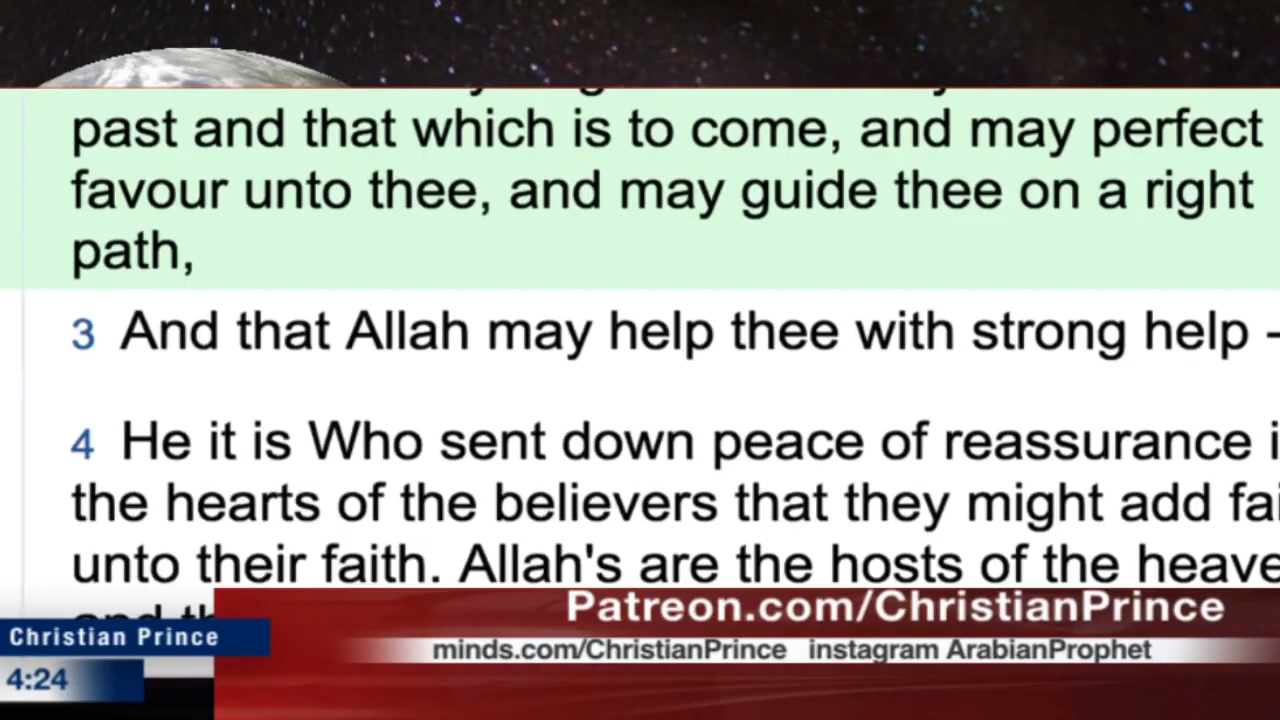 past and that which is to come, and may perfect
favour unto thee, and may guide thee on a right
path,
3 And that Allah may help thee with strong help -
4 He it is Who sent down peace of reassurance
the hearts of the believers that they might add
unto their faith. Allah's are the hosts of the
Patreon.com/ChristianPrince
Christian Prince
minds.com/ChristianPrince instagram ArabianProphet
4:24